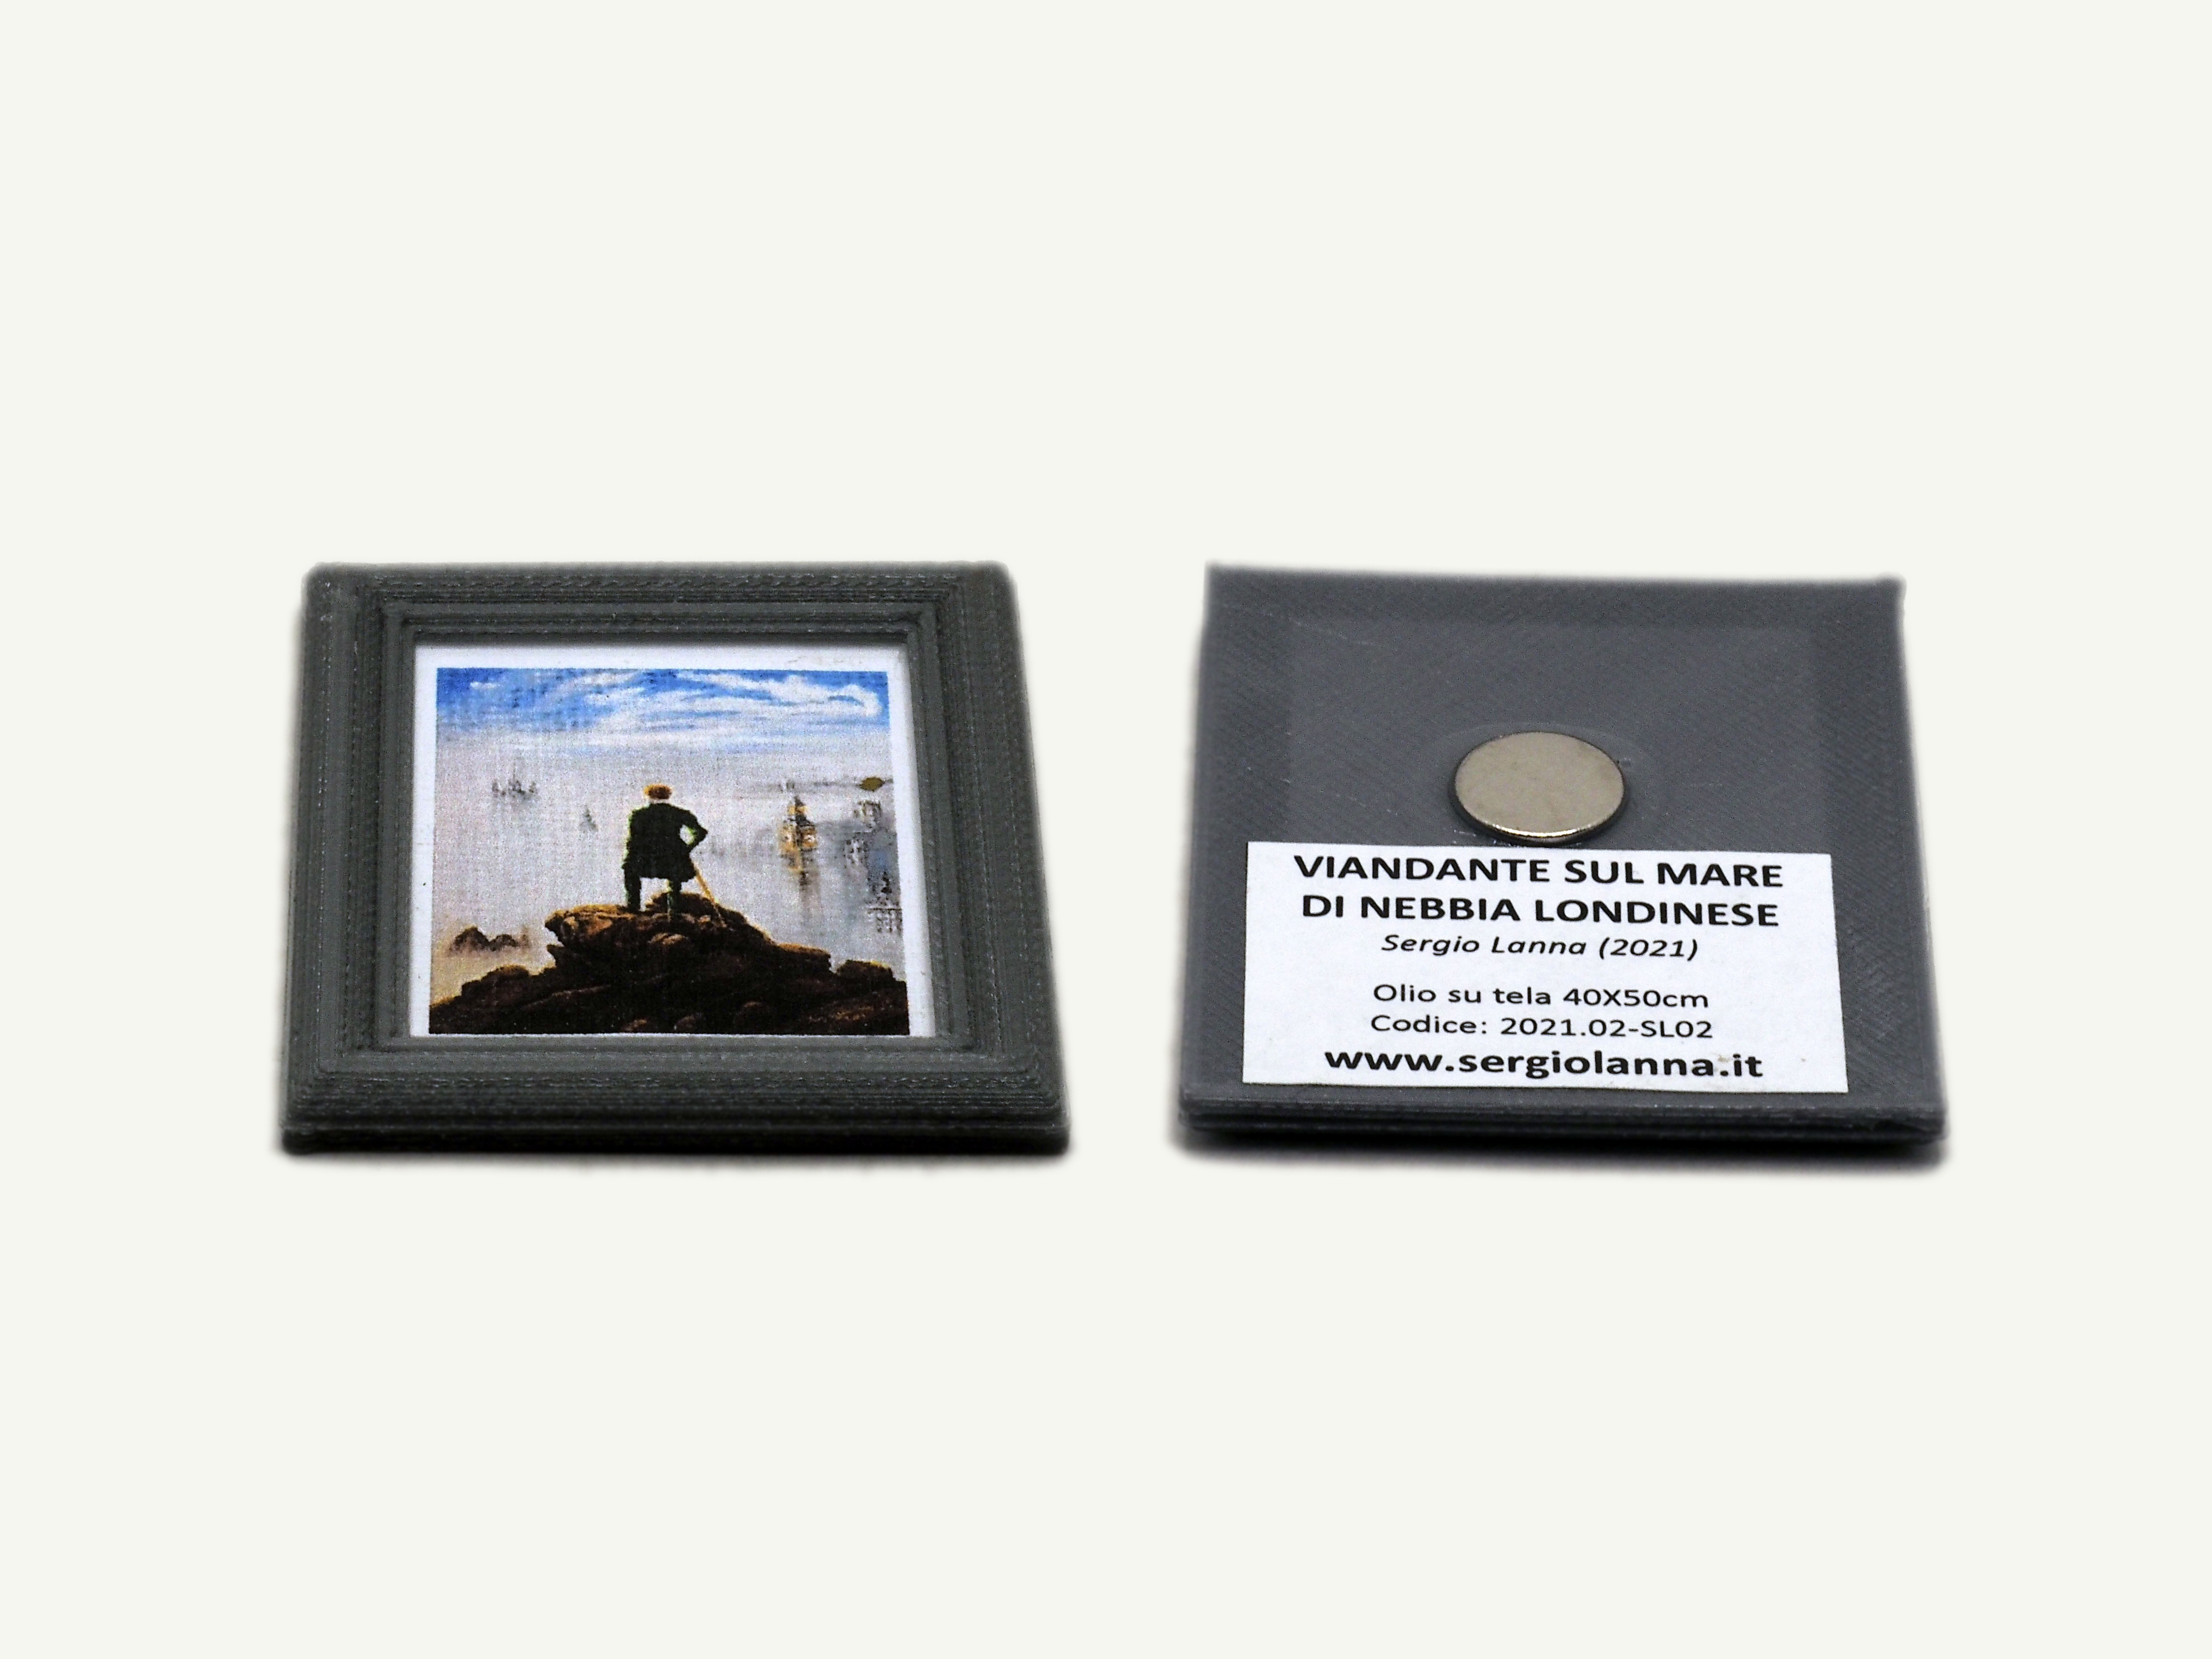 VIANDANTE SUL MARE
DI NEBBIA LONDINESE
Sergio Lanna (2021)
Olio su tela 40X50cm
Codice: 2021.02-SL02
www.sergiolanna.it